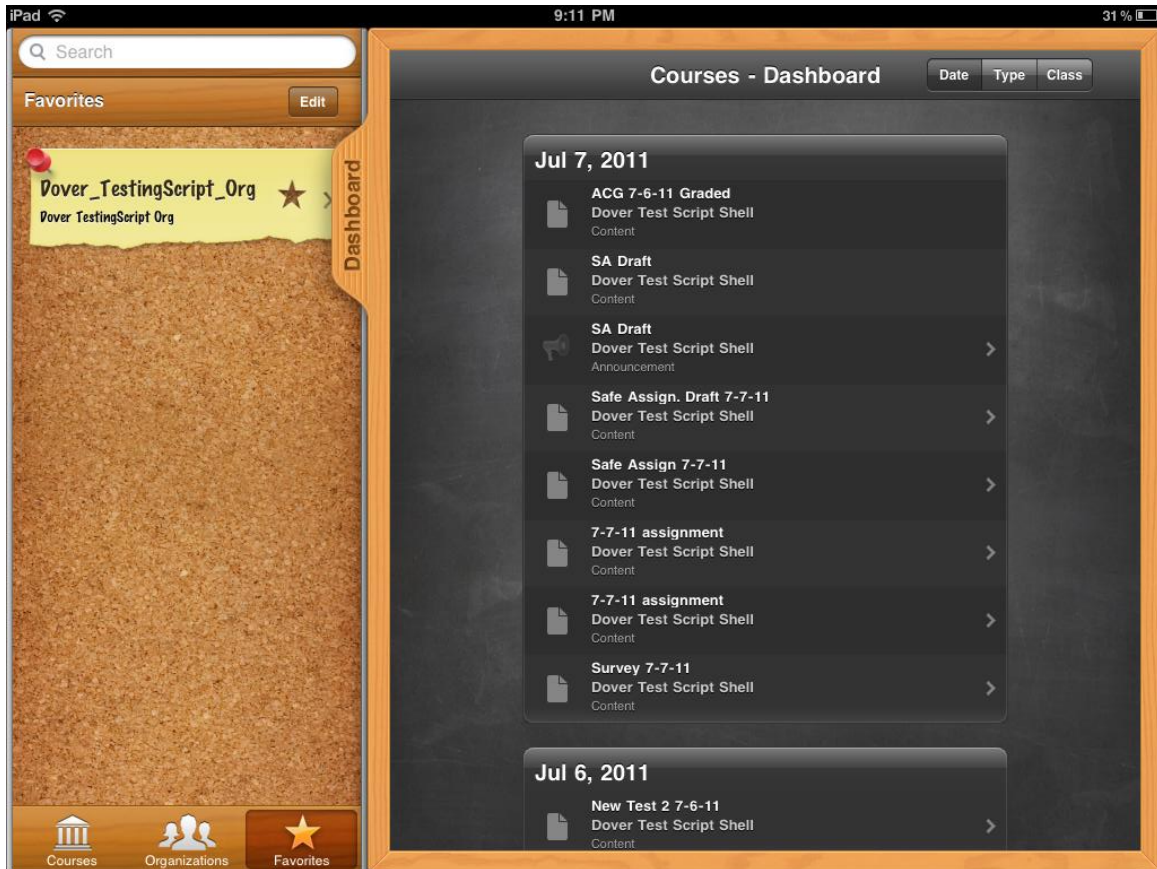 iPad 9:11 PM 31 %
Search
Favorites Edit
Dover_TestingScript_Org
Dover TestingScript Org
Courses
Organizations
Favorites
Dashboard
Courses - Dashboard
Date Type Class
Jul 7, 2011
ACG 7-6-11 Graded
Dover Test Script Shell
Content
SA Draft
Dover Test Script Shell
Content
SA Draft
Dover Test Script Shell
Announcement
Safe Assign. Draft 7-7-11
Dover Test Script Shell
Content
Safe Assign 7-7-11
Dover Test Script Shell
Content
7-7-11 assignment
Dover Test Script Shell
Content
7-7-11 assignment
Dover Test Script Shell
Content
Survey 7-7-11
Dover Test Script Shell
Content
Jul 6, 2011
New Test 2 7-6-11
Dover Test Script Shell
Content